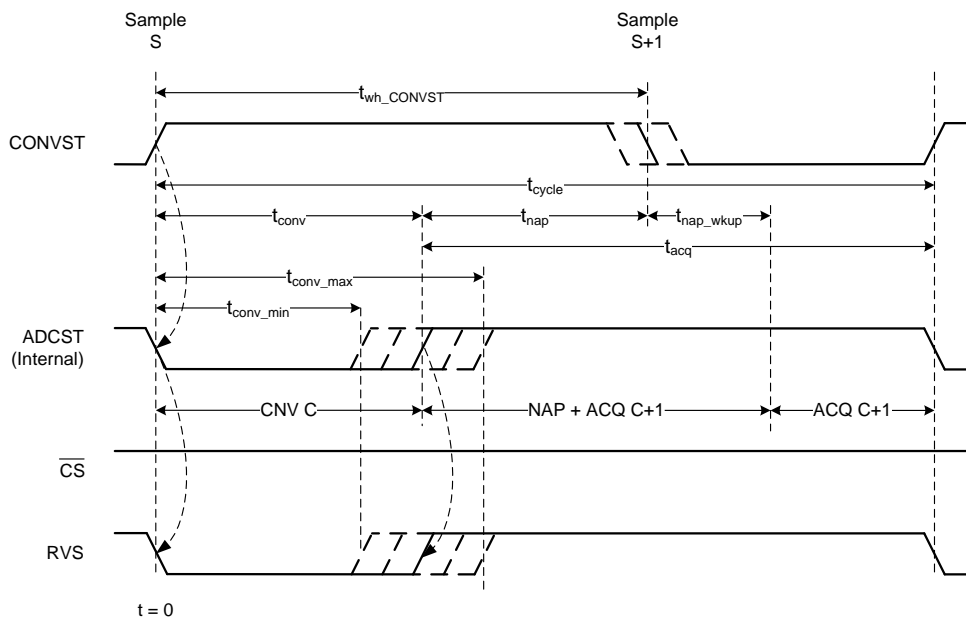 Sample
S
Sample
S+1
twh_CONVST
CONVST
tcycle
tconv
tnap
tnap_wkup
tacq
tconv_max
tconv_min
ADCST
(Internal)
CNV C
NAP + ACQ C+1
ACQ C+1
CS
RVS
t = 0